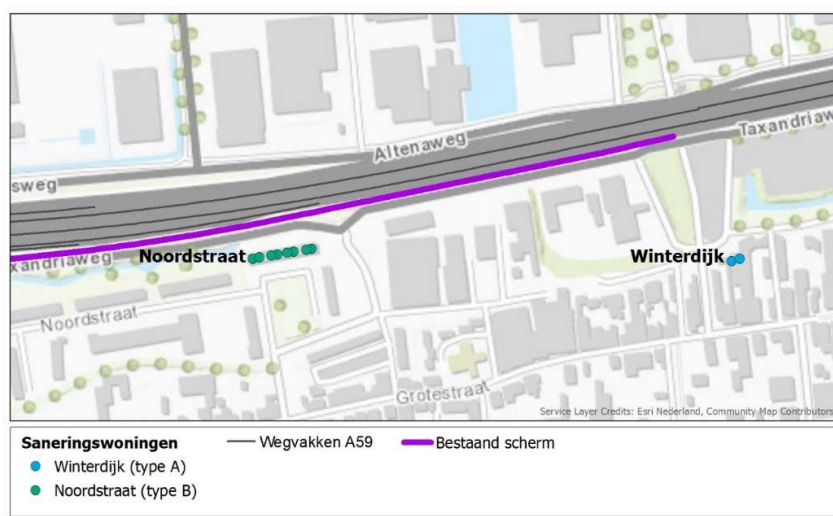 Altenaweg
Taxandriaw
sweg
Noordstraat
Winterdijk
xandriaweg
Noordstraat
Grotestraat
Service Layer Credits: Esri Nederland, Community Map Contributors
Saneringswoningen
Wegvakken A59
Bestaand scherm
Winterdijk (type A)
Noordstraat (type B)